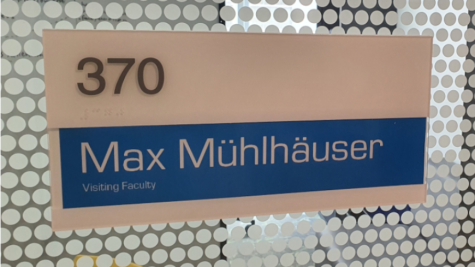 370
Max Mühlhäuser
Visiting Faculty